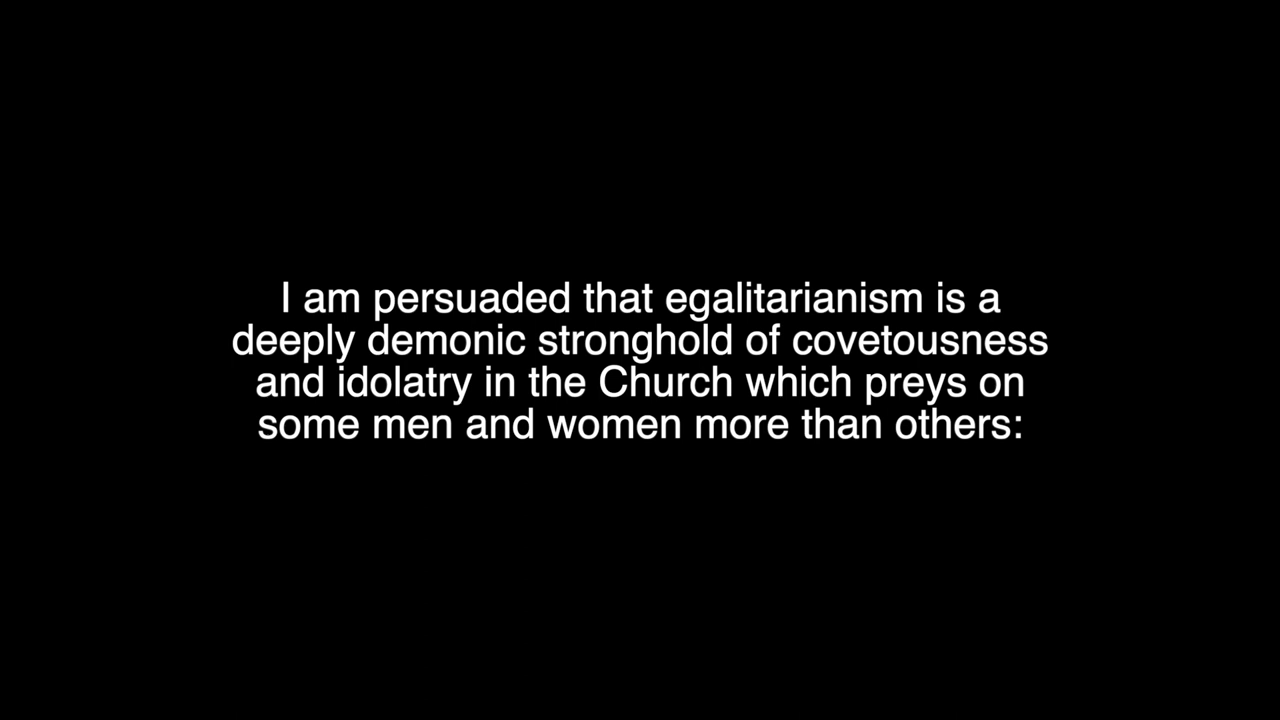 I am persuaded that egalitarianism is a
deeply demonic stronghold of covetousness
and idolatry in the Church which preys on
some men and women more than others: